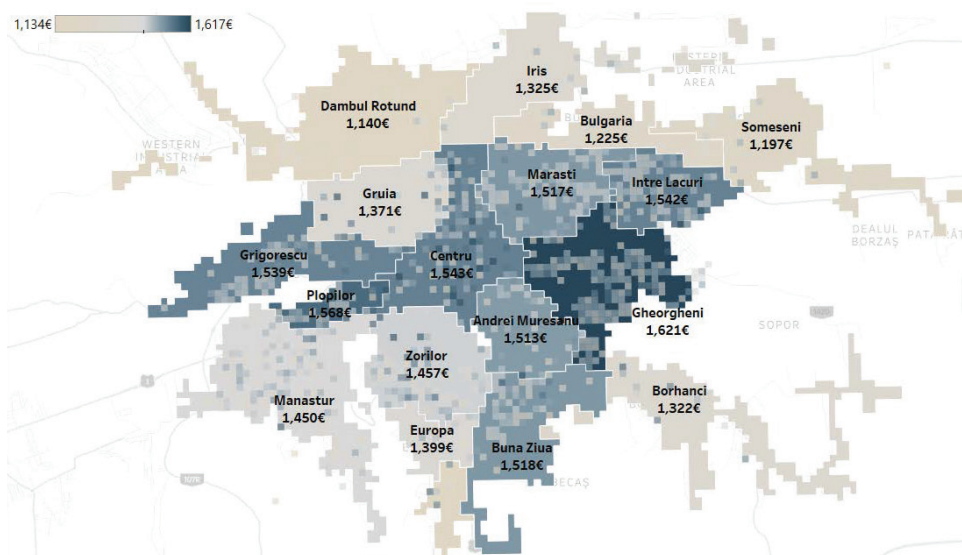 1,134€
1,617€
Iris
1,325€
Dambul Rotund
1,140€
Bulgaria
1,225€
Someseni
1,197€
AREA
WESTERN
Marasti
1,517€
Intre Lacuri
1,542€
Gruia
1,371€
DEALUL
BORZAȘ
Grigorescu
1,539€
Centru
1,543€
Plopilor
1,568€
Gheorgheni
1,621€
Andrei Muresanu
1,513€
SOPOR
Zorilor
1,457€
Manastur
1,450€
Borhanci
1,322€
Europa
1,399€
Buna Ziua
1,518€
BECAȘ